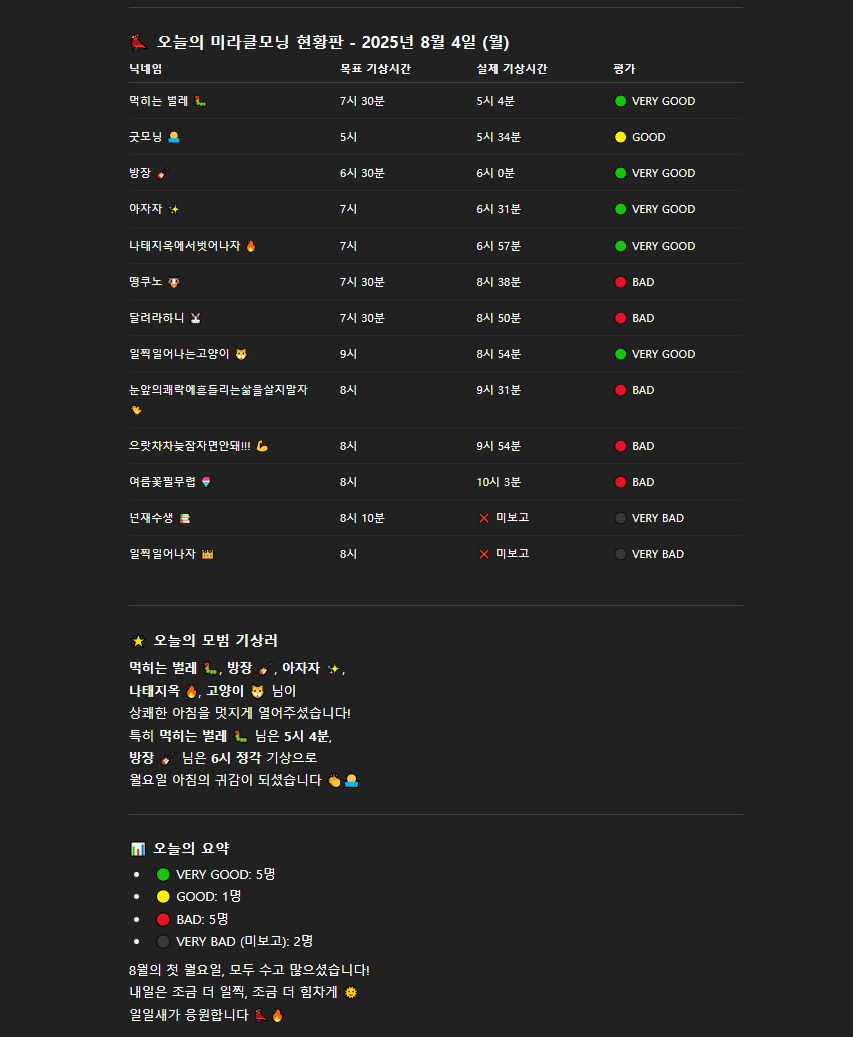 🐦‍🔥 오늘의 미라클모닝 현황판 - 2025년 8월 4일 (월)
닉네임 목표 기상시간 실제 기상시간 평가
먹히는 벌레 🐛 7시 30분 5시 4분 🟢 VERY GOOD
굿모닝 🌅 5시 5시 34분 🟡 GOOD
방장 🎸 6시 30분 6시 0분 🟢 VERY GOOD
아자자 ✨ 7시 6시 31분 🟢 VERY GOOD
나태지옥에서벗어나자 🔥 7시 6시 57분 🟢 VERY GOOD
떵쿠노 🐮 7시 30분 8시 38분 🔴 BAD
달려라하니 🐰 7시 30분 8시 50분 🔴 BAD
일찍일어나는고양이 🐱 9시 8시 54분 🟢 VERY GOOD
눈앞의쾌락에흔들리는삶을살지말자 8시 9시 31분 🔴 BAD
🐤
으랏차차늦잠자면안돼!!! 💪 8시 9시 54분 🔴 BAD
여름꽃필무렵 🍧 8시 10시 3분 🔴 BAD
넌재수생 📚 8시 10분 ❌ 미보고 ⚫ VERY BAD
일찍일어나자 👑 8시 ❌ 미보고 ⚫ VERY BAD
🌟 오늘의 모범 기상러
먹히는 벌레 🐛, 방장 🎸, 아자자 ✨,
나태지옥 🔥, 고양이 🐱 님이
상쾌한 아침을 멋지게 열어주셨습니다!
특히 먹히는 벌레 🐛 님은 5시 4분,
방장 🎸 님은 6시 정각 기상으로
월요일 아침의 귀감이 되셨습니다 👏🌅
📊 오늘의 요약
• 🟢 VERY GOOD: 5명
• 🟡 GOOD: 1명
• 🔴 BAD: 5명
• ⚫ VERY BAD (미보고): 2명
8월의 첫 월요일, 모두 수고 많으셨습니다!
내일은 조금 더 일찍, 조금 더 힘차게 🌞
일일새가 응원합니다 🐦‍🔥🔥